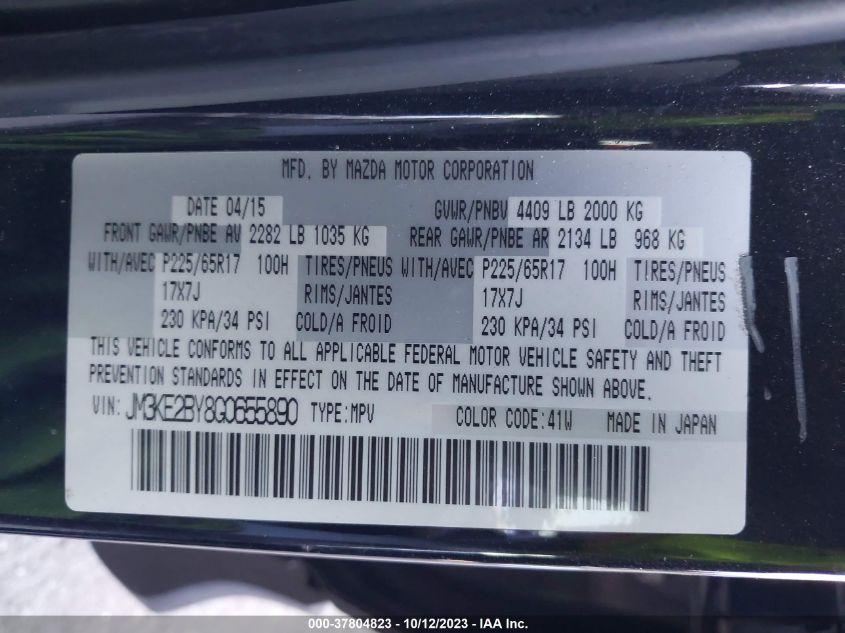 MFD. BY MAZDA MOTOR CORPORATION
DATE 04/15 GVWR/PNBV 4409 LB 2000 KG
FRONT GAWR/PNBE AV 2282 LB 1035 KG REAR GAWR/PNBE AR 2134 LB 968 KG
WITH/AVEC P225/65R17 100H TIRES/PNEUS WITH/AVEC P225/65R17 100H TIRES/PNEUS
17X7J RIMS/JANTES 17X7J RIMS/JANTES
230 KPA/34 PSI COLD/A FROID 230 KPA/34 PSI COLD/A FROID
THIS VEHICLE CONFORMS TO ALL APPLICABLE FEDERAL MOTOR VEHICLE SAFETY AND THEFT
PREVENTION STANDARDS IN EFFECT ON THE DATE OF MANUFACTURE SHOWN ABOVE.
VIN: JM3KE2BY8G0655890 TYPE:MPV COLOR CODE:41W MADE IN JAPAN
000-37804823 - 10/12/2023 - IAAI Inc.